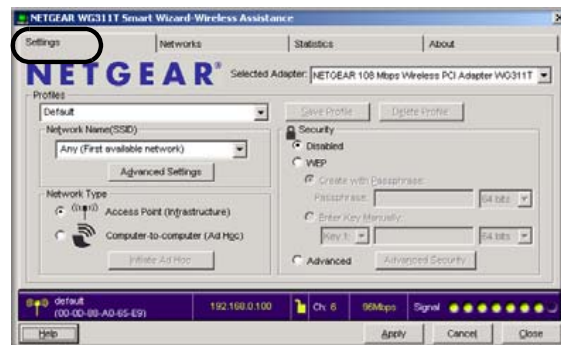 NETGEAR WG311T Smart Wizard-Wireless Assistance
Settings Networks Statistics About
NETGEAR® Selected Adapter: NETGEAR 108 Mbps Wireless PCI Adapter WG311T
Profiles
Default Save Profile Delete Profile
Network Name(SSID)
Any (First available network)
Advanced Settings
Network Type
Access Point (Infrastructure)
Computer-to-computer (Ad Hoc)
Initiate Ad Hoc
Security
Disabled
WEP
Create with Passphrase:
Passphrase: 64 bits
Enter Key Manually:
Key 1: 64 bits
Advanced Advanced Security
default
(00-0D-88-A0-65-E9) 192.168.0.100 Ch: 6 96Mbps Signal
Help Apply Cancel Close